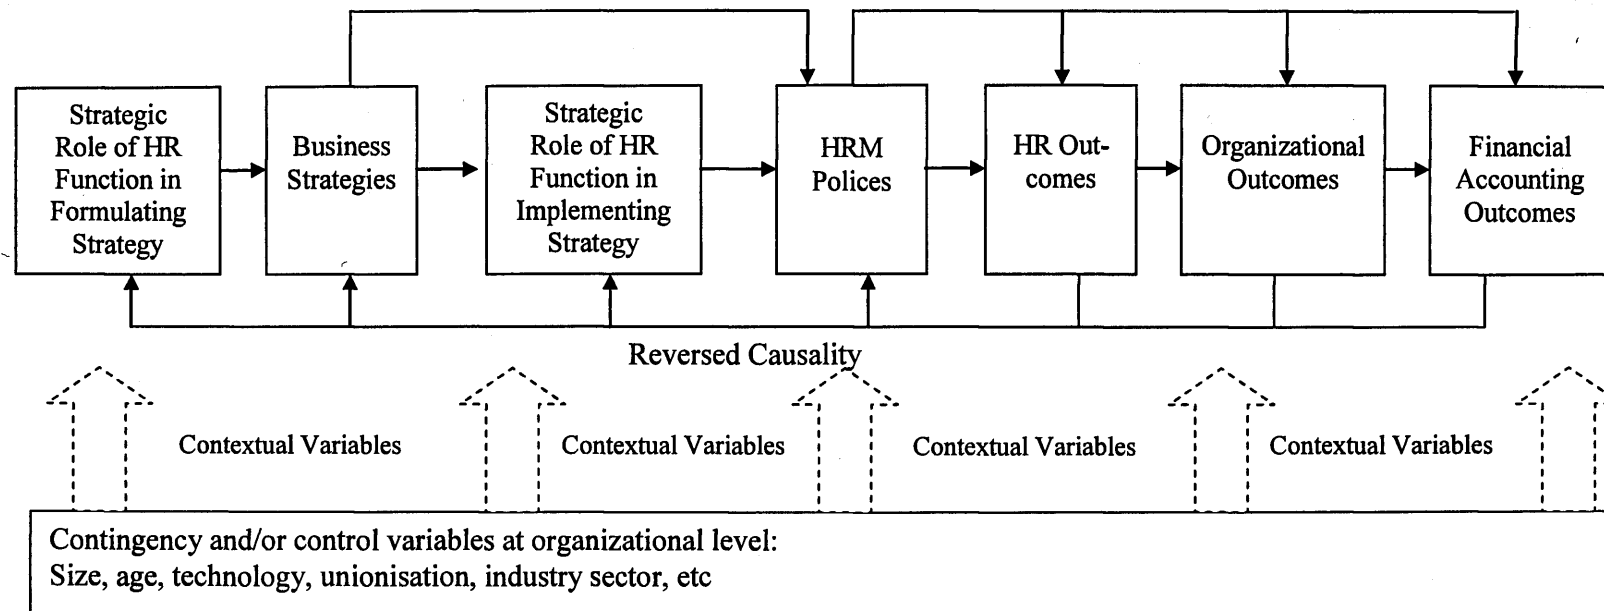 Strategic
Role of HR
Function in
Formulating
Strategy
Business
Strategies
Strategic
Role of HR
Function in
Implementing
Strategy
HRM
Polices
HR Out-
comes
Organizational
Outcomes
Financial
Accounting
Outcomes
Reversed Causality
Contextual Variables
Contextual Variables
Contextual Variables
Contextual Variables
Contingency and/or control variables at organizational level:
Size, age, technology, unionisation, industry sector, etc